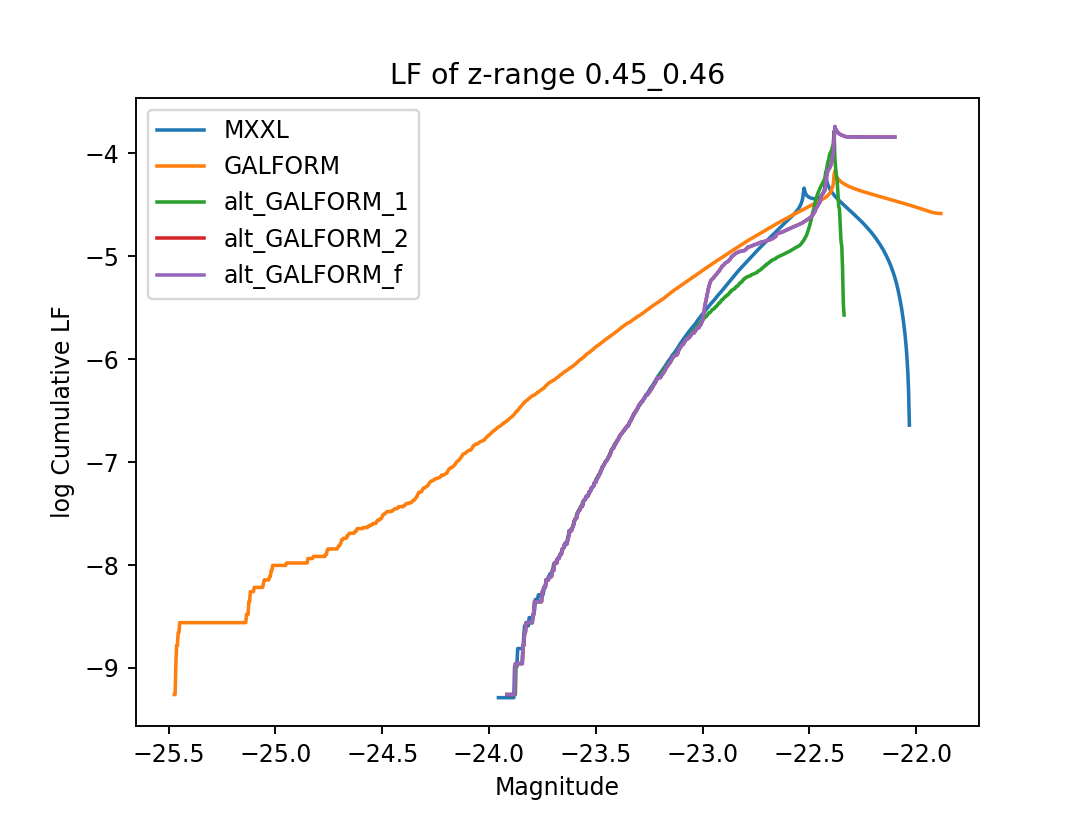 LF of z-range 0.45_0.46
MXXL
GALFORM
alt_GALFORM_1
alt_GALFORM_2
alt_GALFORM_f
log Cumulative LF
−4
−5
−6
−7
−8
−9
−25.5 −25.0 −24.5 −24.0 −23.5 −23.0 −22.5 −22.0
Magnitude